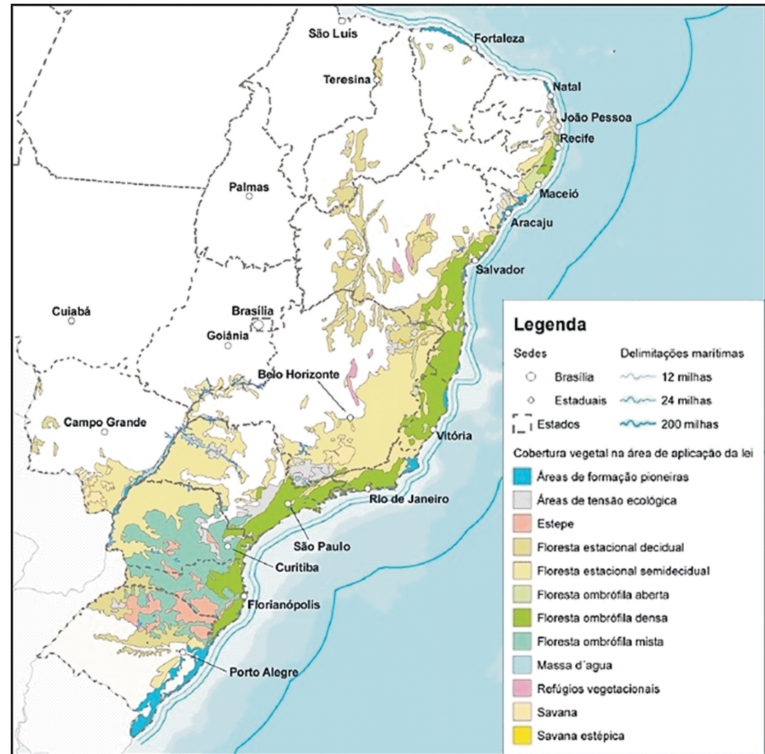 São Luís
Fortaleza
Teresina
Natal
João Pessoa
Recife
Maceió
Palmas
Aracaju
Salvador
Cuiabá
Brasília
Goiânia
Belo Horizonte
Campo Grande
Vitória
Rio de Janeiro
São Paulo
Curitiba
Florianópolis
Porto Alegre
Legenda
Sedes
Brasília
Estaduais
Estados
Delimitações marítimas
12 milhas
24 milhas
200 milhas
Cobertura vegetal na área de aplicação da lei
Áreas de formação pioneiras
Áreas de tensão ecológica
Estepe
Floresta estacional decidual
Floresta estacional semidecidual
Floresta ombrófila aberta
Floresta ombrófila densa
Floresta ombrófila mista
Massa d´agua
Refúgios vegetacionais
Savana
Savana estépica